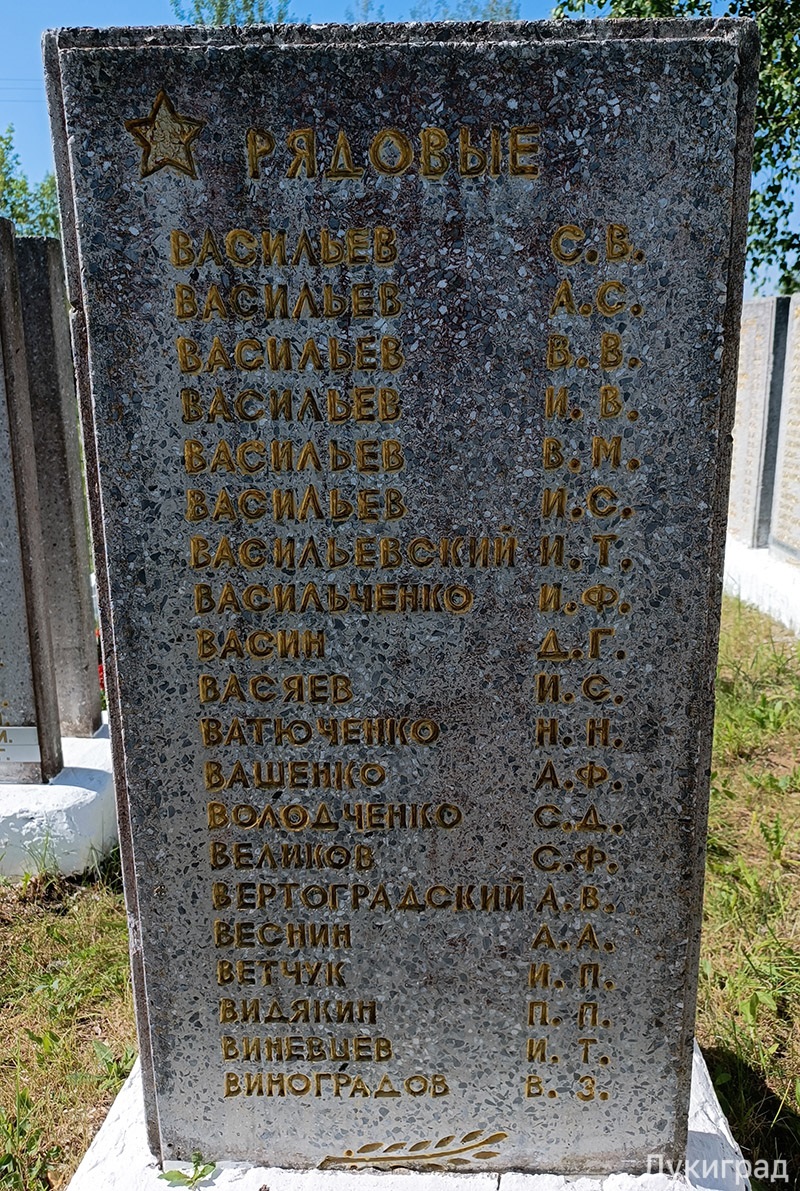 РЯДОВЫЕ
ВАСИЛЬЕВ С.В.
ВАСИЛЬЕВ А.С.
ВАСИЛЬЕВ В.В.
ВАСИЛЬЕВ И.В.
ВАСИЛЬЕВ В.М.
ВАСИЛЬЕВ И.С.
ВАСИЛЬЕВСКИЙ И.Т.
ВАСИЛЬЧЕНКО И.Ф.
ВАСИН Д.Г.
ВАСЯЕВ И.С.
ВАТЮЧЕНКО Н.Н.
ВАШЕНКО А.Ф.
ВОЛОДЧЕНКО С.Д.
ВЕЛИКОВ С.Ф.
ВЕРТОГРАДСКИЙ А.В.
ВЕСНИН А.А.
ВЕТЧУК И.П.
ВИДЯКИН П.П.
ВИНЕВЦЕВ И.Т.
ВИНОГРАДОВ В.З.
Лукиград